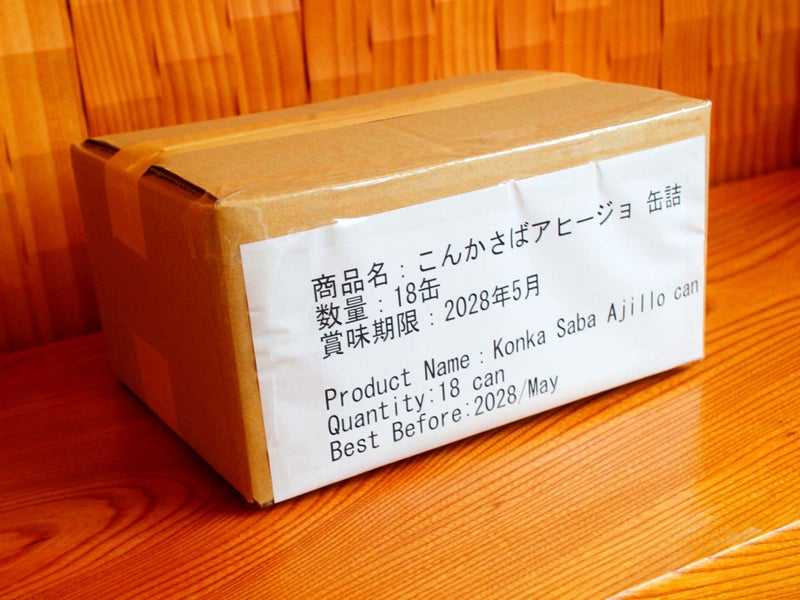 商品名：こんかさばアヒージョ 缶詰
数量：18缶
賞味期限：2028年5月
Product Name：Konka Saba Ajillo can
Quantity:18 can
Best Before:2028/May